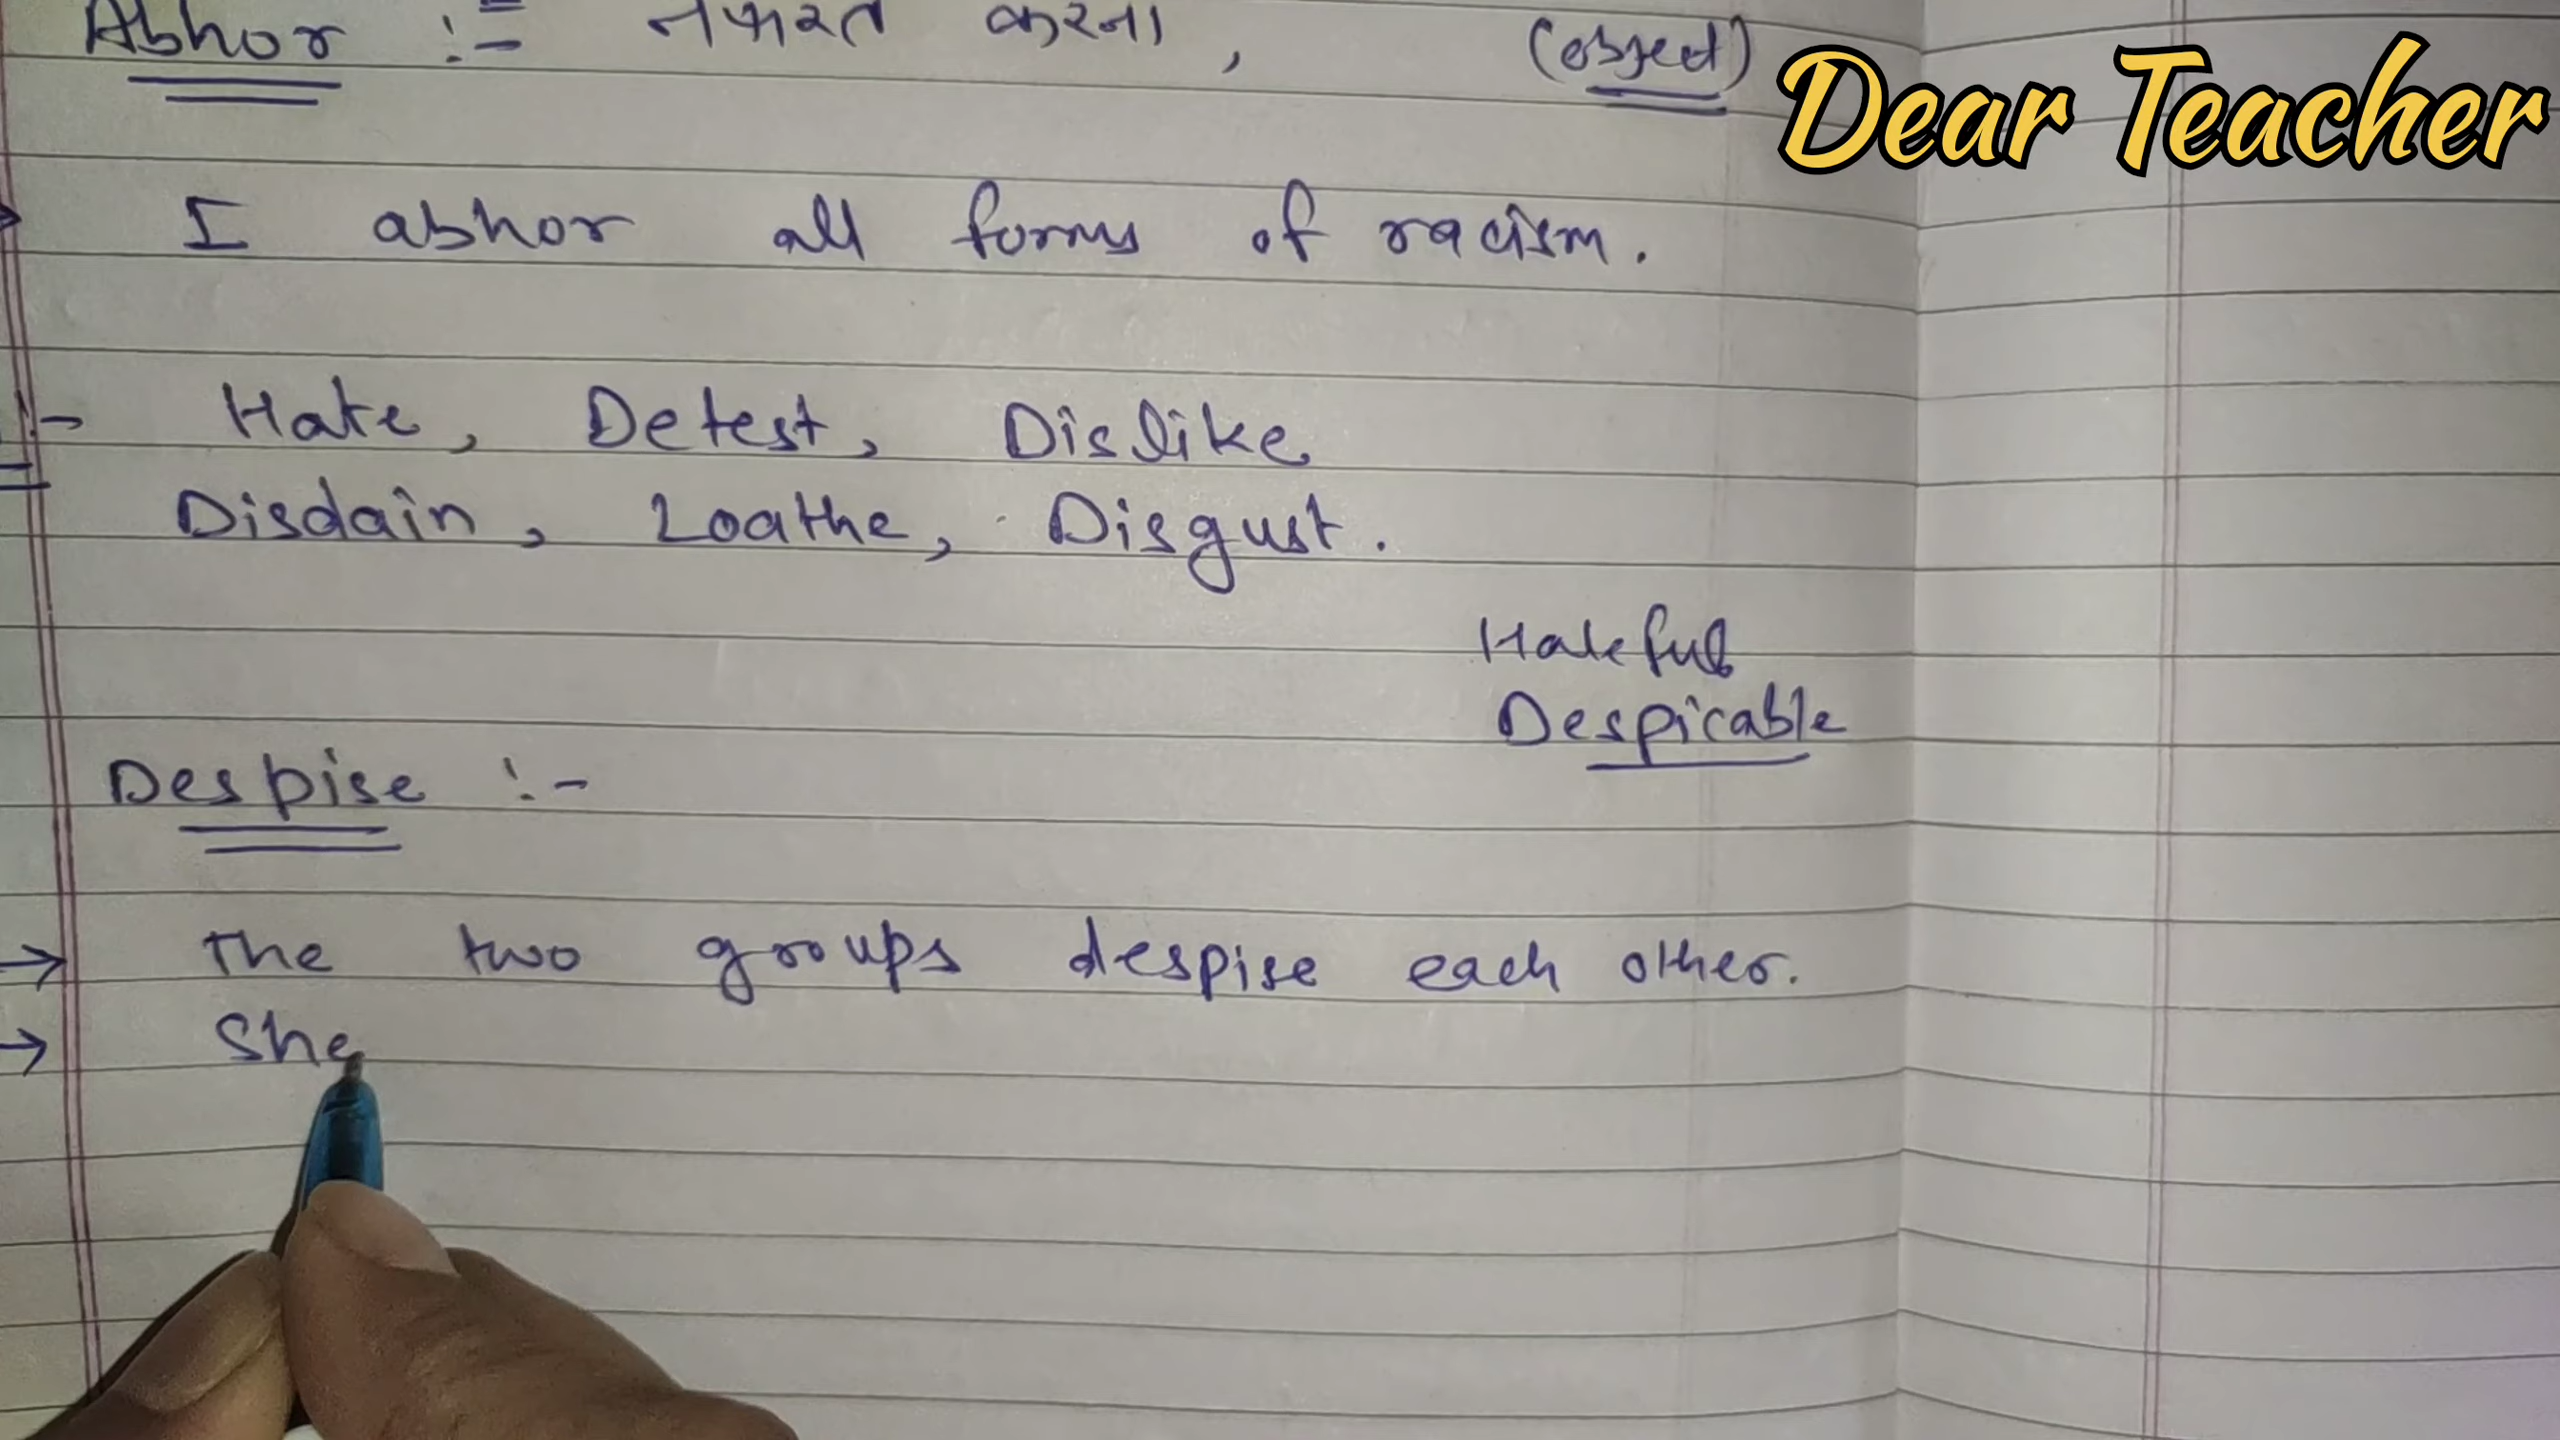 Abhor :- नफरत करना , (object)
Dear Teacher
I abhor all forms of racism.
:- Hate, Detest, Dislike
Disdain, Loathe, Disgust.
Hateful
Despicable
Despise :-
→ The two groups despise each other.
→ She